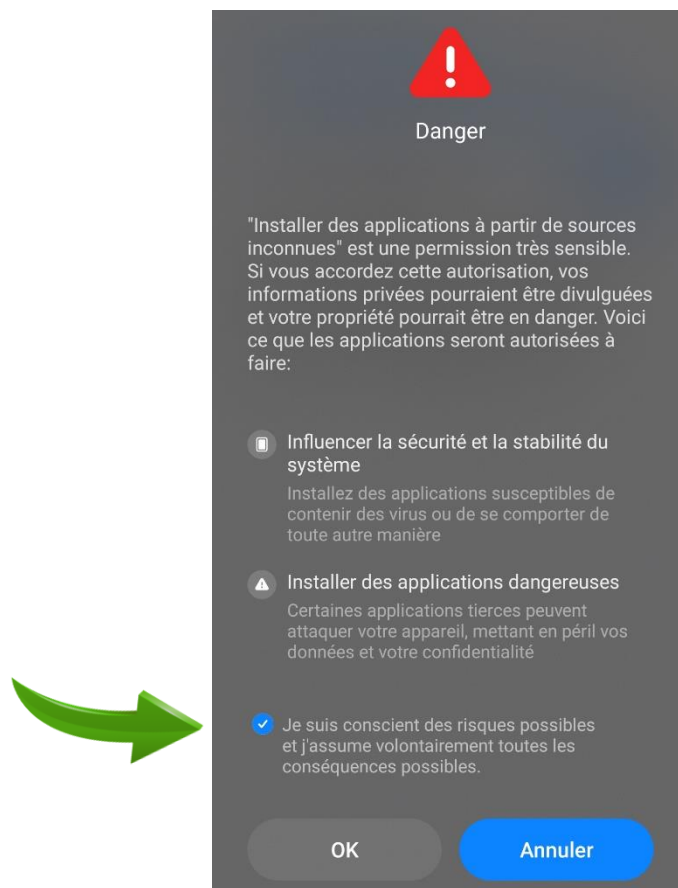 Danger
"Installer des applications à partir de sources
inconnues" est une permission très sensible.
Si vous accordez cette autorisation, vos
informations privées pourraient être divulguées
et votre propriété pourrait être en danger. Voici
ce que les applications seront autorisées à
faire:
Influencer la sécurité et la stabilité du
système
Installez des applications susceptibles de
contenir des virus ou de se comporter de
toute autre manière
Installer des applications dangereuses
Certaines applications tierces peuvent
attaquer votre appareil, mettant en péril vos
données et votre confidentialité
Je suis conscient des risques possibles
et j'assume volontairement toutes les
conséquences possibles.
OK
Annuler